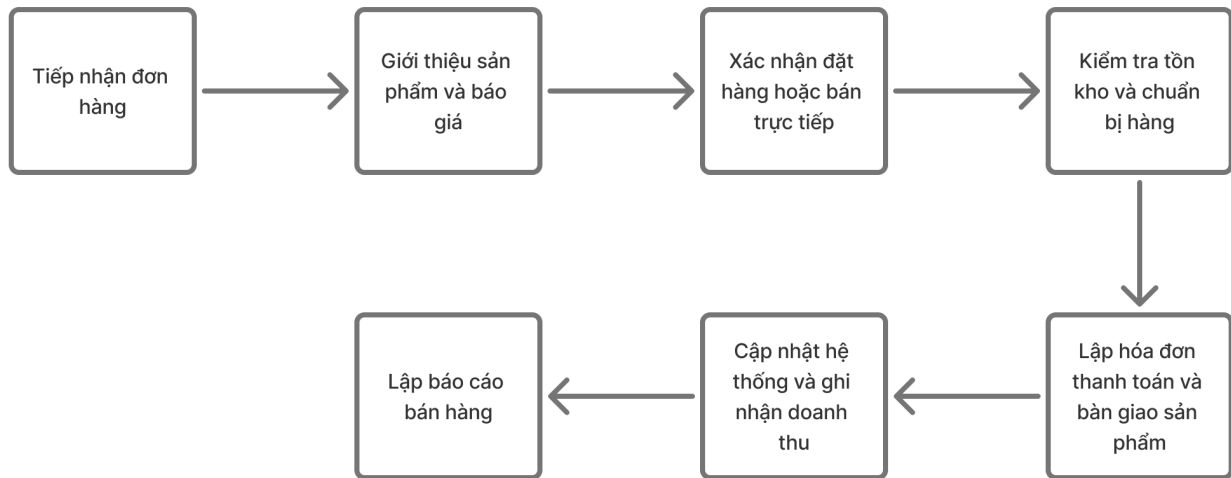 Tiếp nhận đơn
hàng
Giới thiệu sản
phẩm và báo
giá
Xác nhận đặt
hàng hoặc bán
trực tiếp
Kiểm tra tồn
kho và chuẩn
bị hàng
Lập hóa đơn
thanh toán và
bàn giao sản
phẩm
Cập nhật hệ
thống và ghi
nhận doanh
thu
Lập báo cáo
bán hàng